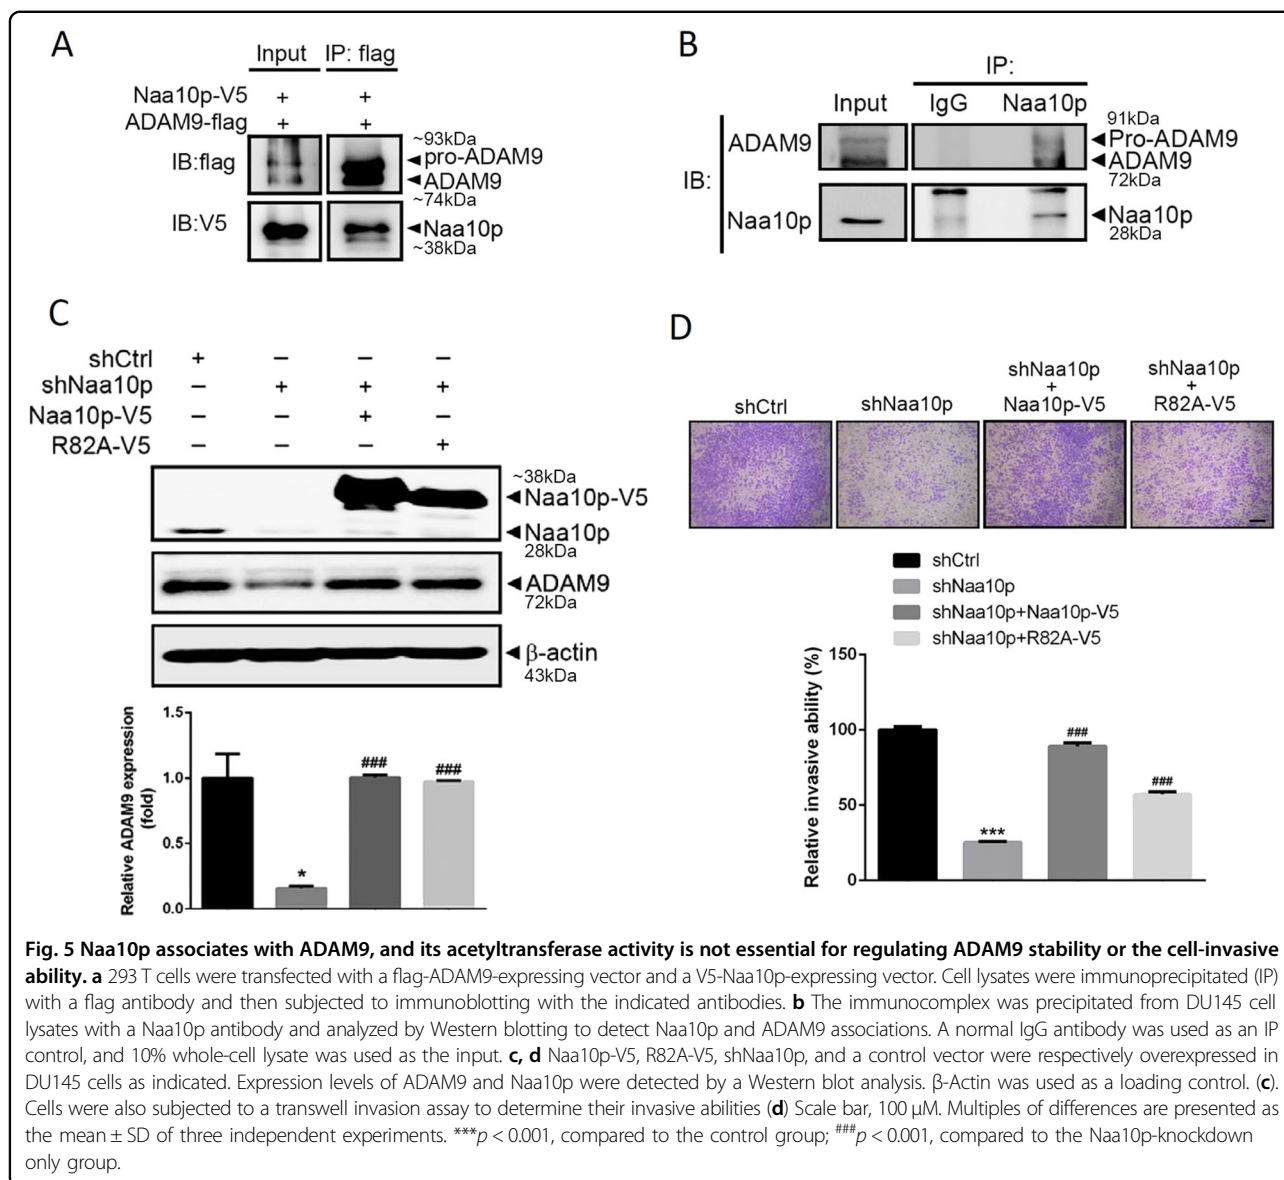 A
Input IP: flag
Naa10p-V5 + +
ADAM9-flag + +
IB:flag
~93kDa
pro-ADAM9
ADAM9
~74kDa
IB:V5
Naa10p
~38kDa
B
IP:
Input IgG Naa10p
IB:
ADAM9
91kDa
Pro-ADAM9
ADAM9
72kDa
Naa10p
Naa10p
28kDa
C
shCtrl + − − −
shNaa10p − + + +
Naa10p-V5 − − + −
R82A-V5 − − − +
~38kDa
Naa10p-V5
Naa10p
28kDa
ADAM9
72kDa
β-actin
43kDa
Relative ADAM9 expression
(fold)
1.5
1.0
0.5
0.0
*
###
###
D
shCtrl
shNaa10p
shNaa10p
+
Naa10p-V5
shNaa10p
+
R82A-V5
shCtrl
shNaa10p
shNaa10p+Naa10p-V5
shNaa10p+R82A-V5
Relative invasive ability (%)
150
100
50
0
***
###
###
Fig. 5 Naa10p associates with ADAM9, and its acetyltransferase activity is not essential for regulating ADAM9 stability or the cell-invasive
ability. a 293 T cells were transfected with a flag-ADAM9-expressing vector and a V5-Naa10p-expressing vector. Cell lysates were immunoprecipitated (IP)
with a flag antibody and then subjected to immunoblotting with the indicated antibodies. b The immunocomplex was precipitated from DU145 cell
lysates with a Naa10p antibody and analyzed by Western blotting to detect Naa10p and ADAM9 associations. A normal IgG antibody was used as an IP
control, and 10% whole-cell lysate was used as the input. c, d Naa10p-V5, R82A-V5, shNaa10p, and a control vector were respectively overexpressed in
DU145 cells as indicated. Expression levels of ADAM9 and Naa10p were detected by a Western blot analysis. β-Actin was used as a loading control. (c).
Cells were also subjected to a transwell invasion assay to determine their invasive abilities (d) Scale bar, 100 μM. Multiples of differences are presented as
the mean ± SD of three independent experiments. ***p < 0.001, compared to the control group; ###p < 0.001, compared to the Naa10p-knockdown
only group.